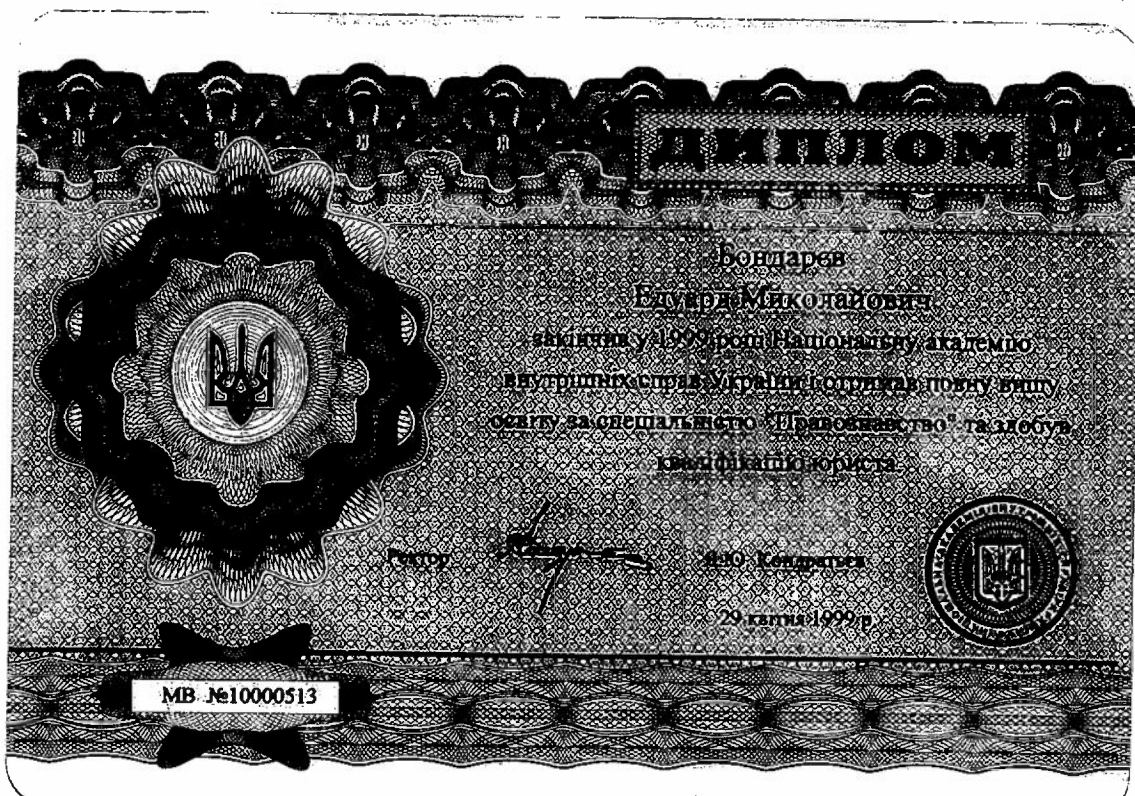 ДИПЛОМ
Бондарєв
Едуард Миколайович
закінчив у 1999 році Національну академію
внутрішніх справ України і отримав повну вищу
освіту за спеціальністю "Правознавство" та здобув
кваліфікацію юриста
Ректор Кондратьєв
29 квітня 1999 р.
МВ №10000513